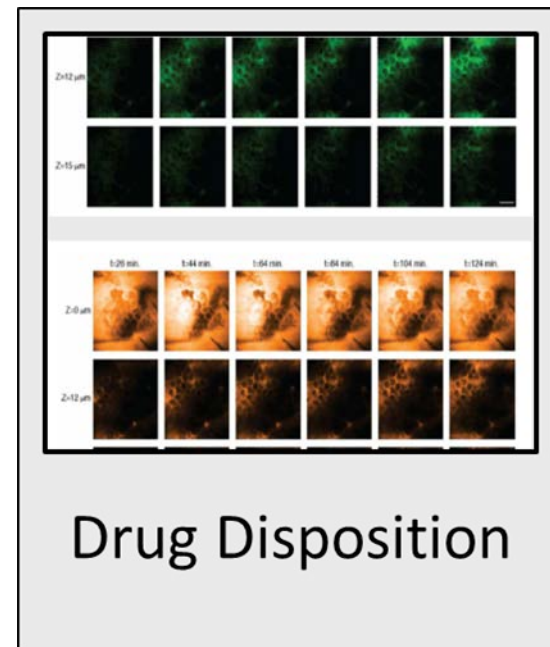 Z=12 μm
Z=15 μm
t=26 min. t=44 min. t=64 min. t=84 min. t=104 min. t=124 min.
Z=0 μm
Z=12 μm
Drug Disposition